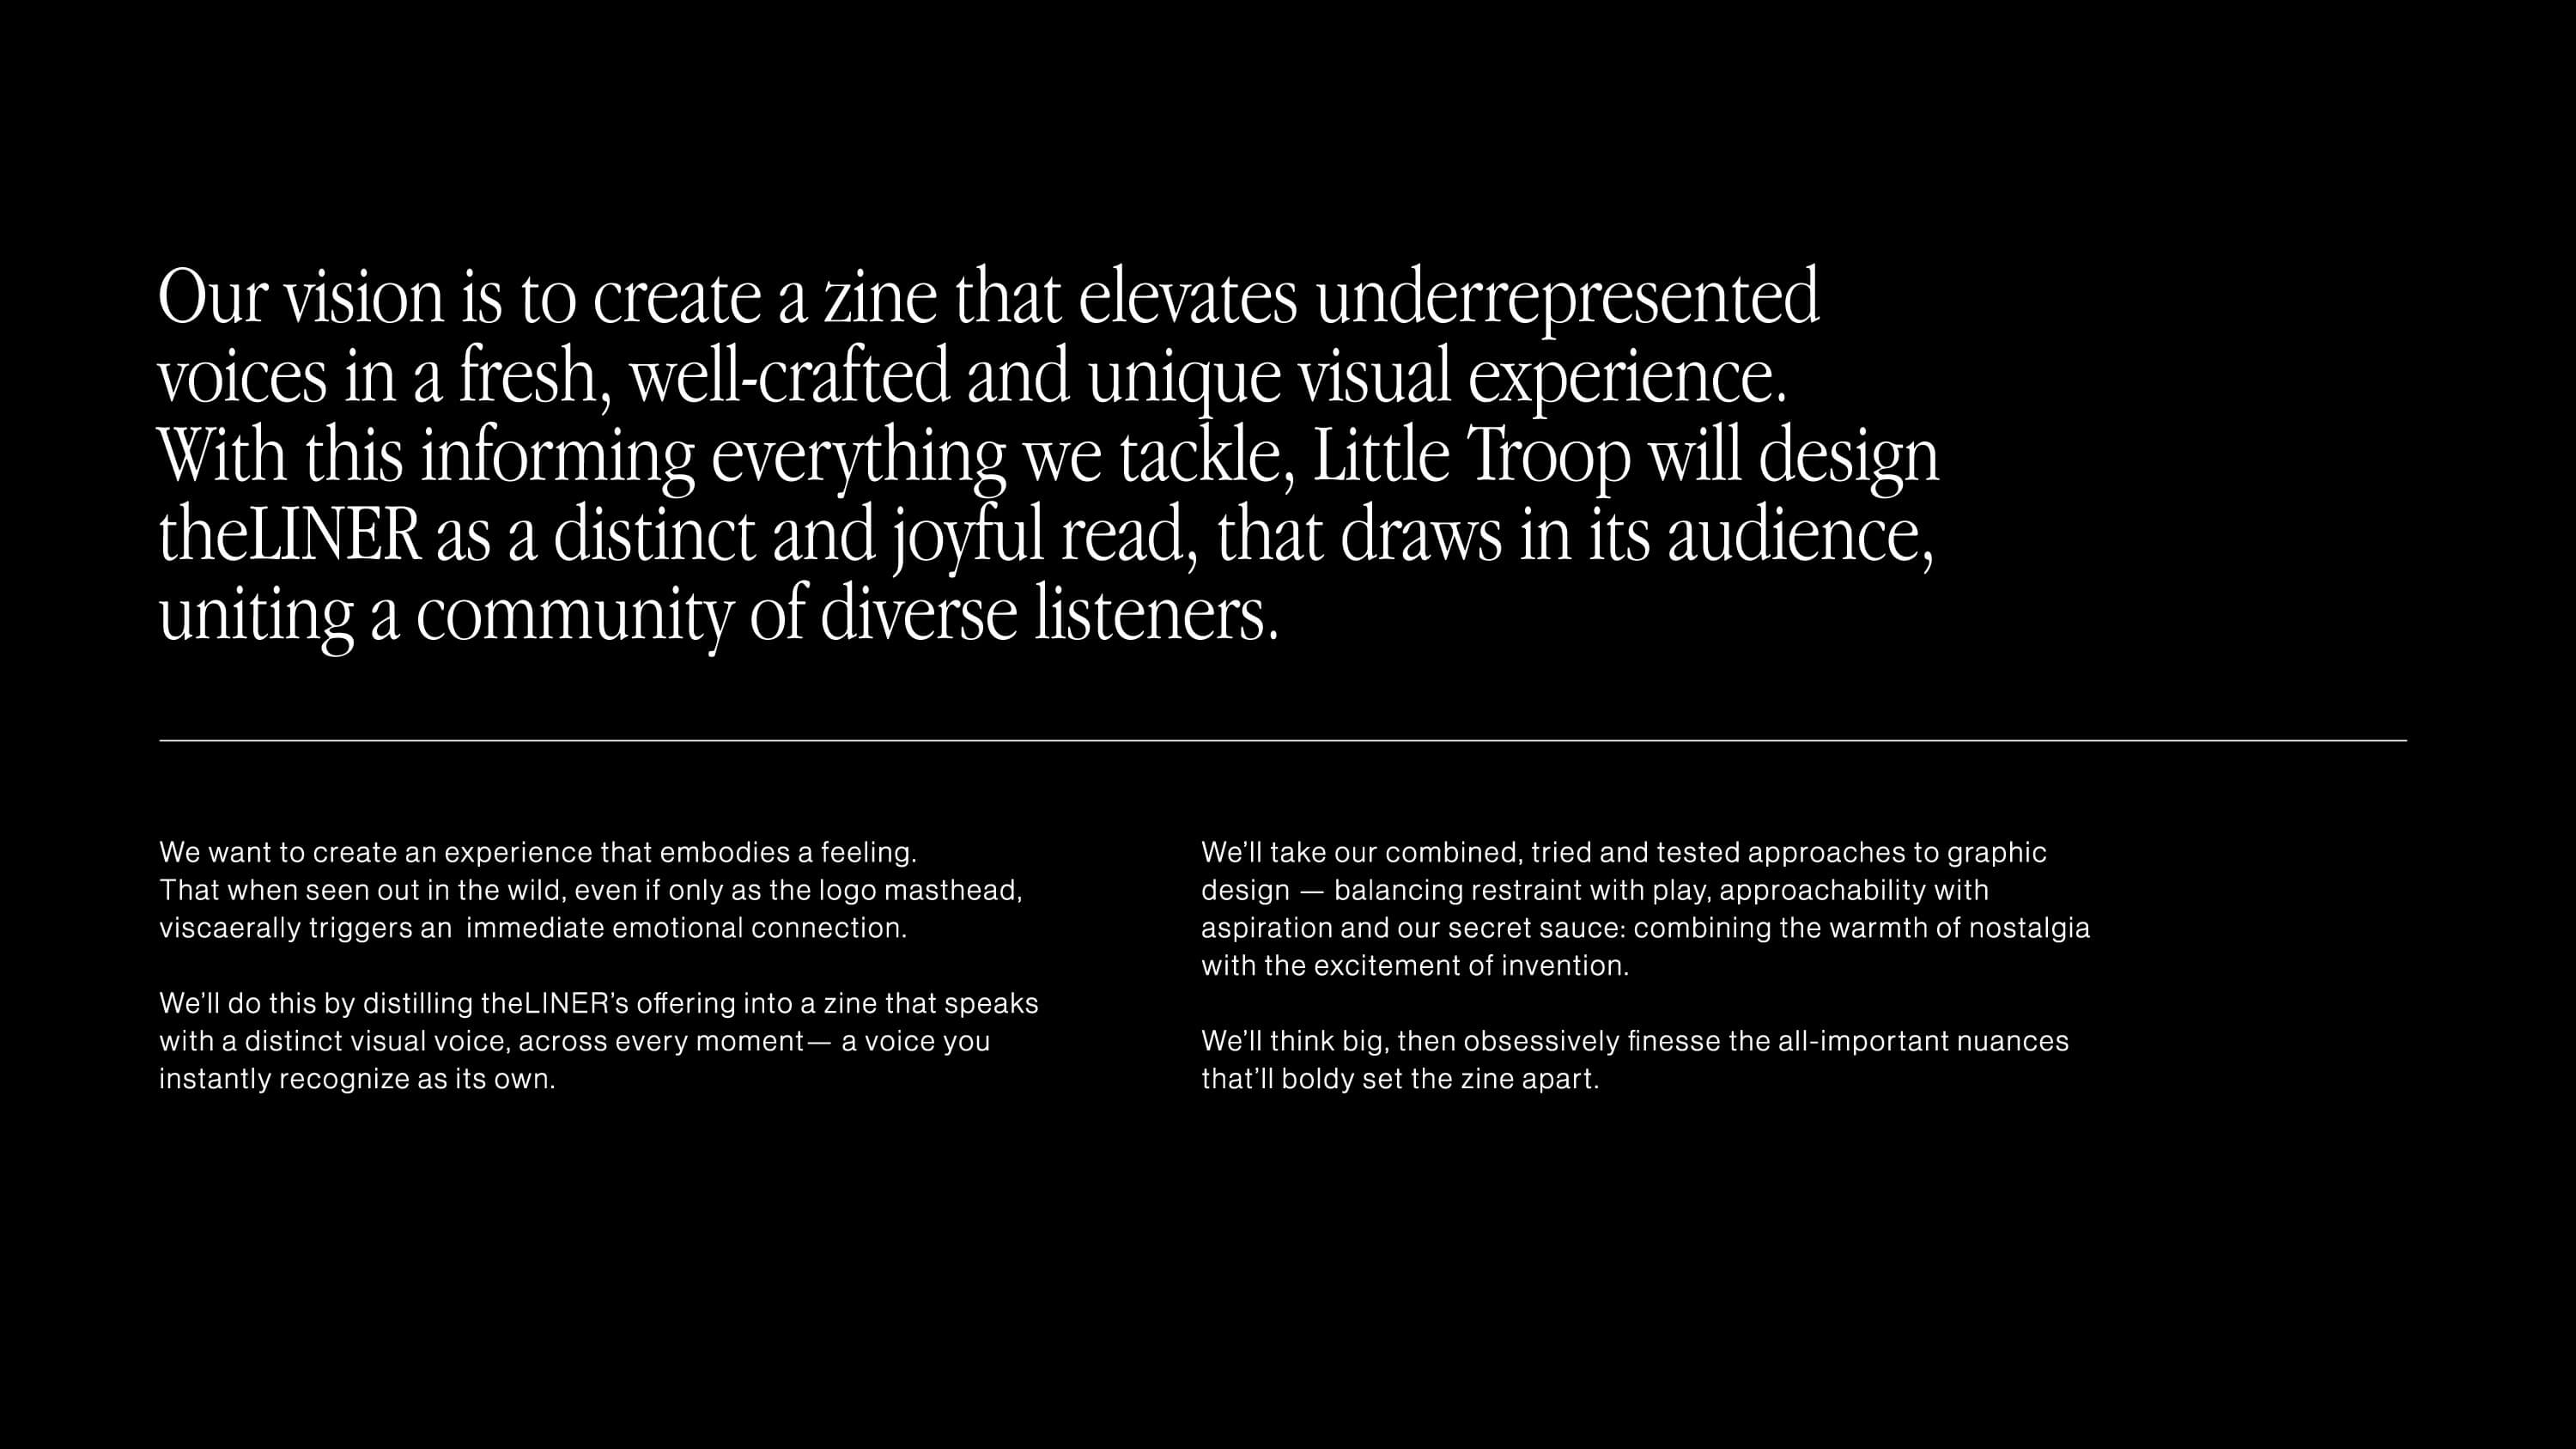 Our vision is to create a zine that elevates underrepresented
voices in a fresh, well-crafted and unique visual experience.
With this informing everything we tackle, Little Troop will design
theLINER as a distinct and joyful read, that draws in its audience,
uniting a community of diverse listeners.
We want to create an experience that embodies a feeling.
That when seen out in the wild, even if only as the logo masthead,
viscaerally triggers an  immediate emotional connection.
We’ll do this by distilling theLINER’s offering into a zine that speaks
with a distinct visual voice, across every moment— a voice you
instantly recognize as its own.
We’ll take our combined, tried and tested approaches to graphic
design — balancing restraint with play, approachability with
aspiration and our secret sauce: combining the warmth of nostalgia
with the excitement of invention.
We’ll think big, then obsessively finesse the all-important nuances
that’ll boldy set the zine apart.